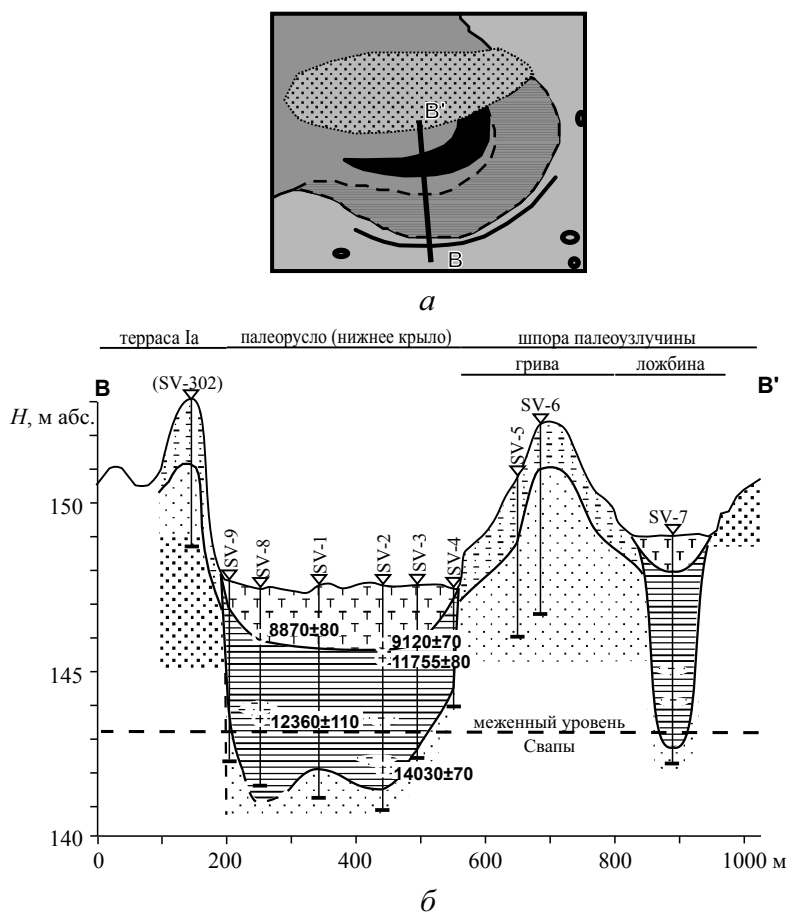 B'
B
а
терраса Ia палеорусло (нижнее крыло) шпора палеоузлучины
грива ложбина
B (SV-302) SV-6 B'
H, м абс.
SV-5
150
SV-9 SV-8 SV-1 SV-2 SV-3 SV-4 SV-7
T T T T T
8870±80 9120±70
11755±80
145
12360±110 меженный уровень
Свапы
14030±70
140
0 200 400 600 800 1000 м
б